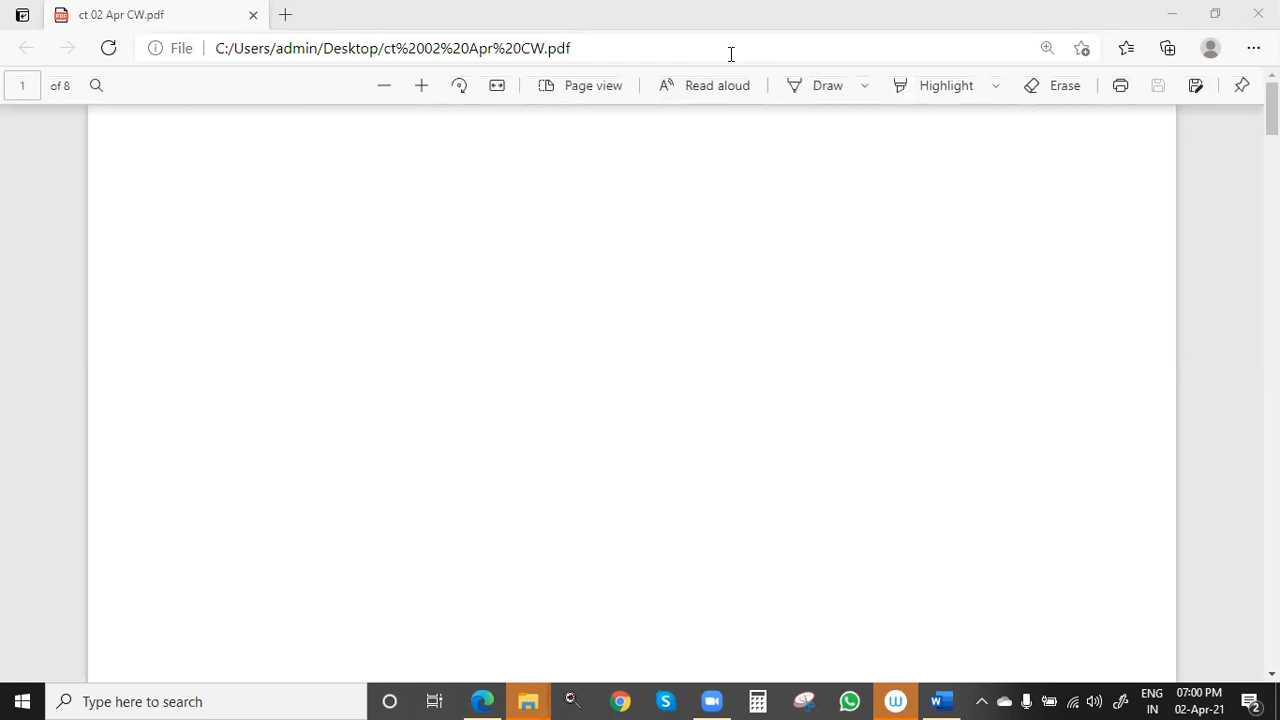 ct 02 Apr CW.pdf
File C:/Users/admin/Desktop/ct%2002%20Apr%20CW.pdf
1 of 8 Page view Read aloud Draw Highlight Erase
Type here to search
ENG 07:00 PM
IN 02-Apr-21 2